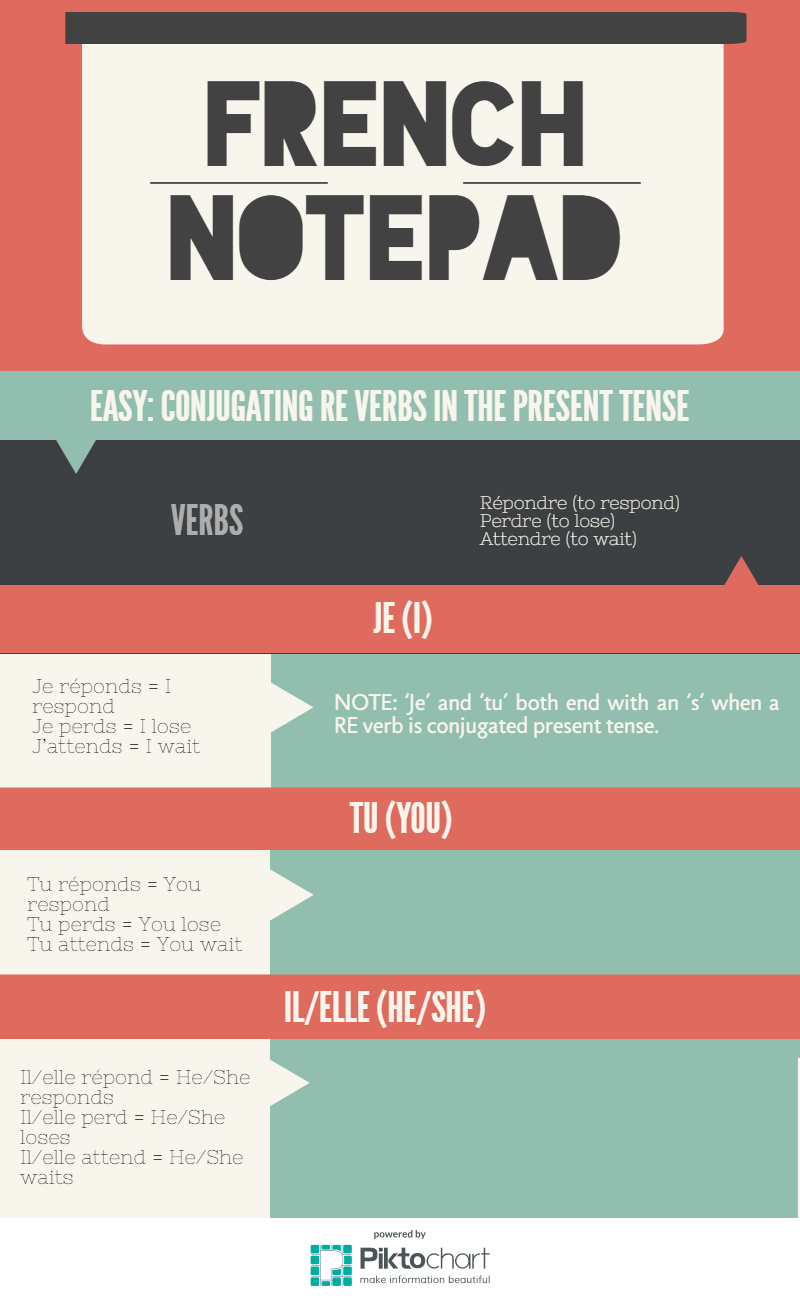 FRENCH
NOTEPAD
EASY: CONJUGATING RE VERBS IN THE PRESENT TENSE
VERBS
Répondre (to respond)
Perdre (to lose)
Attendre (to wait)
JE (I)
Je réponds = I
respond
Je perds = I lose
J'attends = I wait
NOTE: ‘Je’ and ‘tu’ both end with an ‘s’ when a
RE verb is conjugated present tense.
TU (YOU)
Tu réponds = You
respond
Tu perds = You lose
Tu attends = You wait
IL/ELLE (HE/SHE)
Il/elle répond = He/She
responds
Il/elle perd = He/She
loses
Il/elle attend = He/She
waits
powered by
Piktochart
make information beautiful